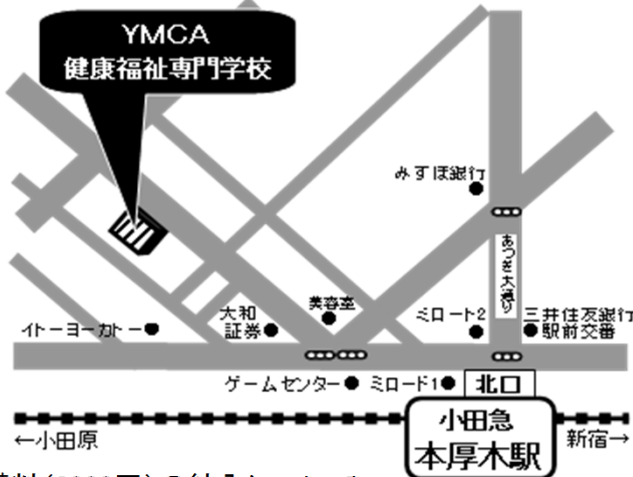 YMCA
健康福祉専門学校
みずほ銀行
あつぎ大通り
美容室
大和
証券
ミロード2
三井住友銀行
駅前交番
イトーヨーカドー
ゲームセンター
ミロード1
北口
小田急
本厚木駅
←小田原
新宿→